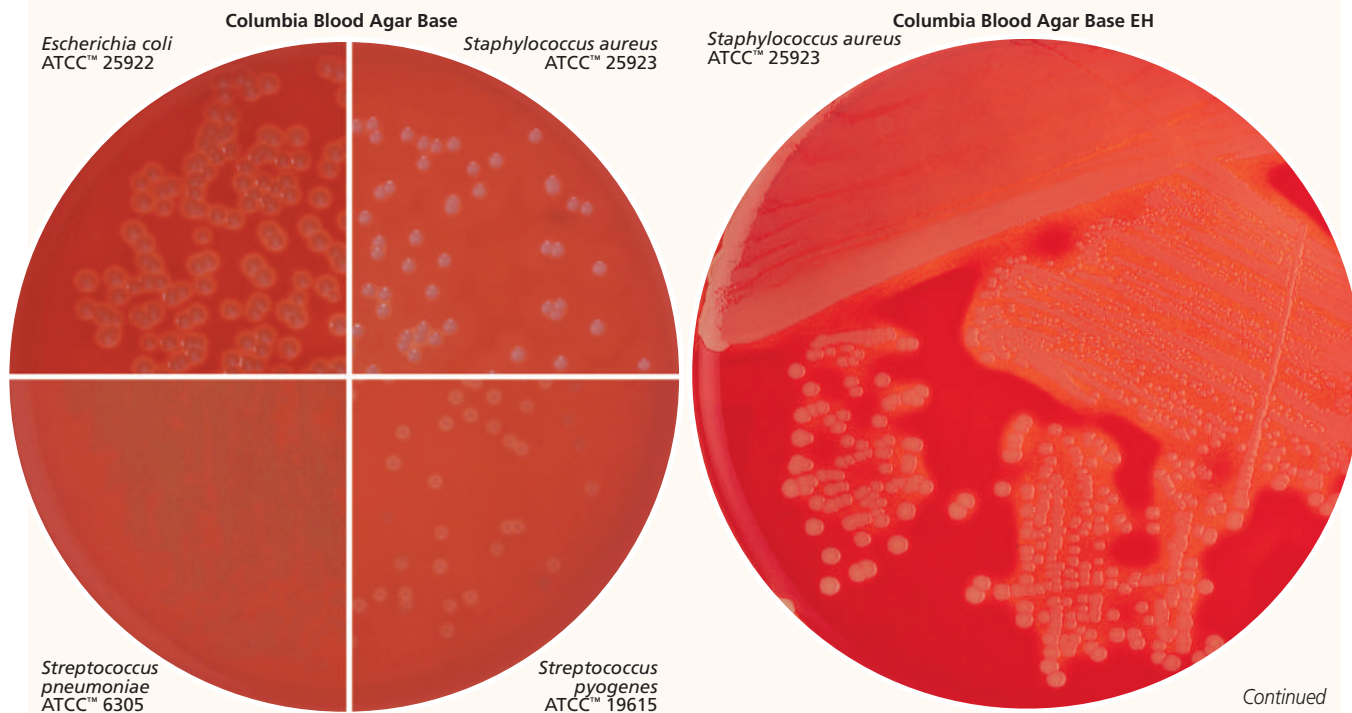 Columbia Blood Agar Base
Escherichia coli
ATCC™ 25922
Staphylococcus aureus
ATCC™ 25923
Streptococcus
pneumoniae
ATCC™ 6305
Streptococcus
pyogenes
ATCC™ 19615
Columbia Blood Agar Base EH
Staphylococcus aureus
ATCC™ 25923
Continued